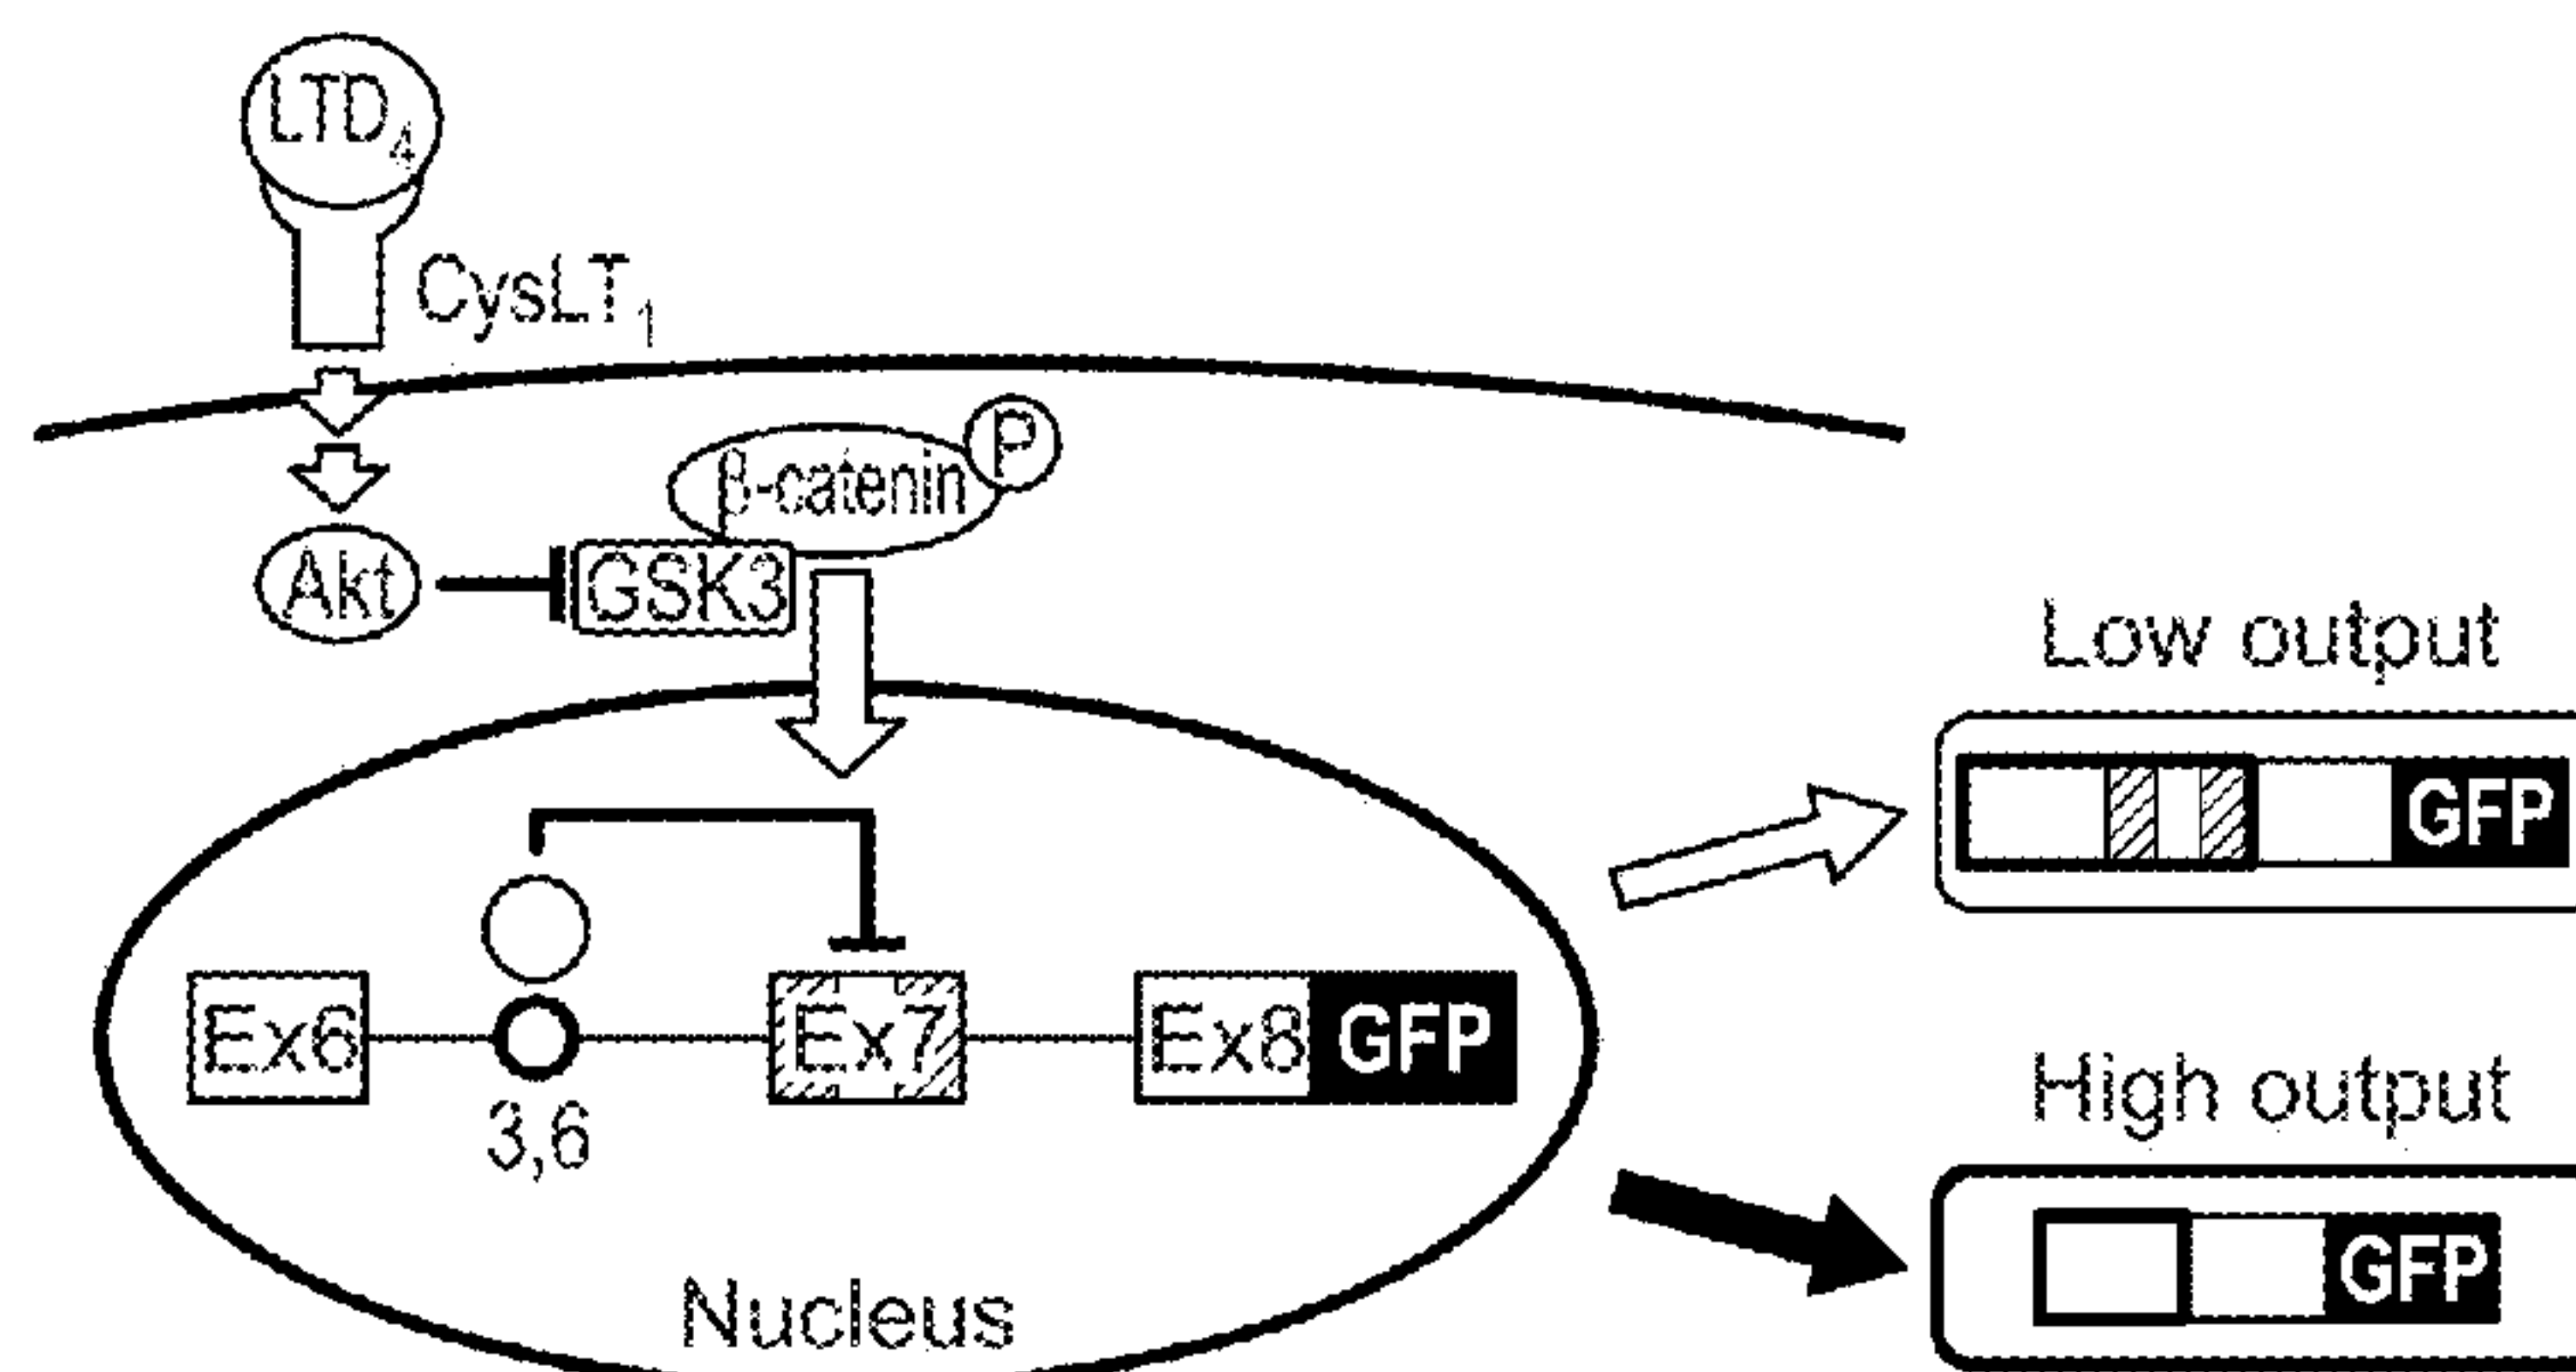 LTD4
CysLT1
P
β-catenin
Akt
GSK3
Low output
GFP
Ex6
Ex7
Ex8 GFP
3,6
High output
GFP
Nucleus